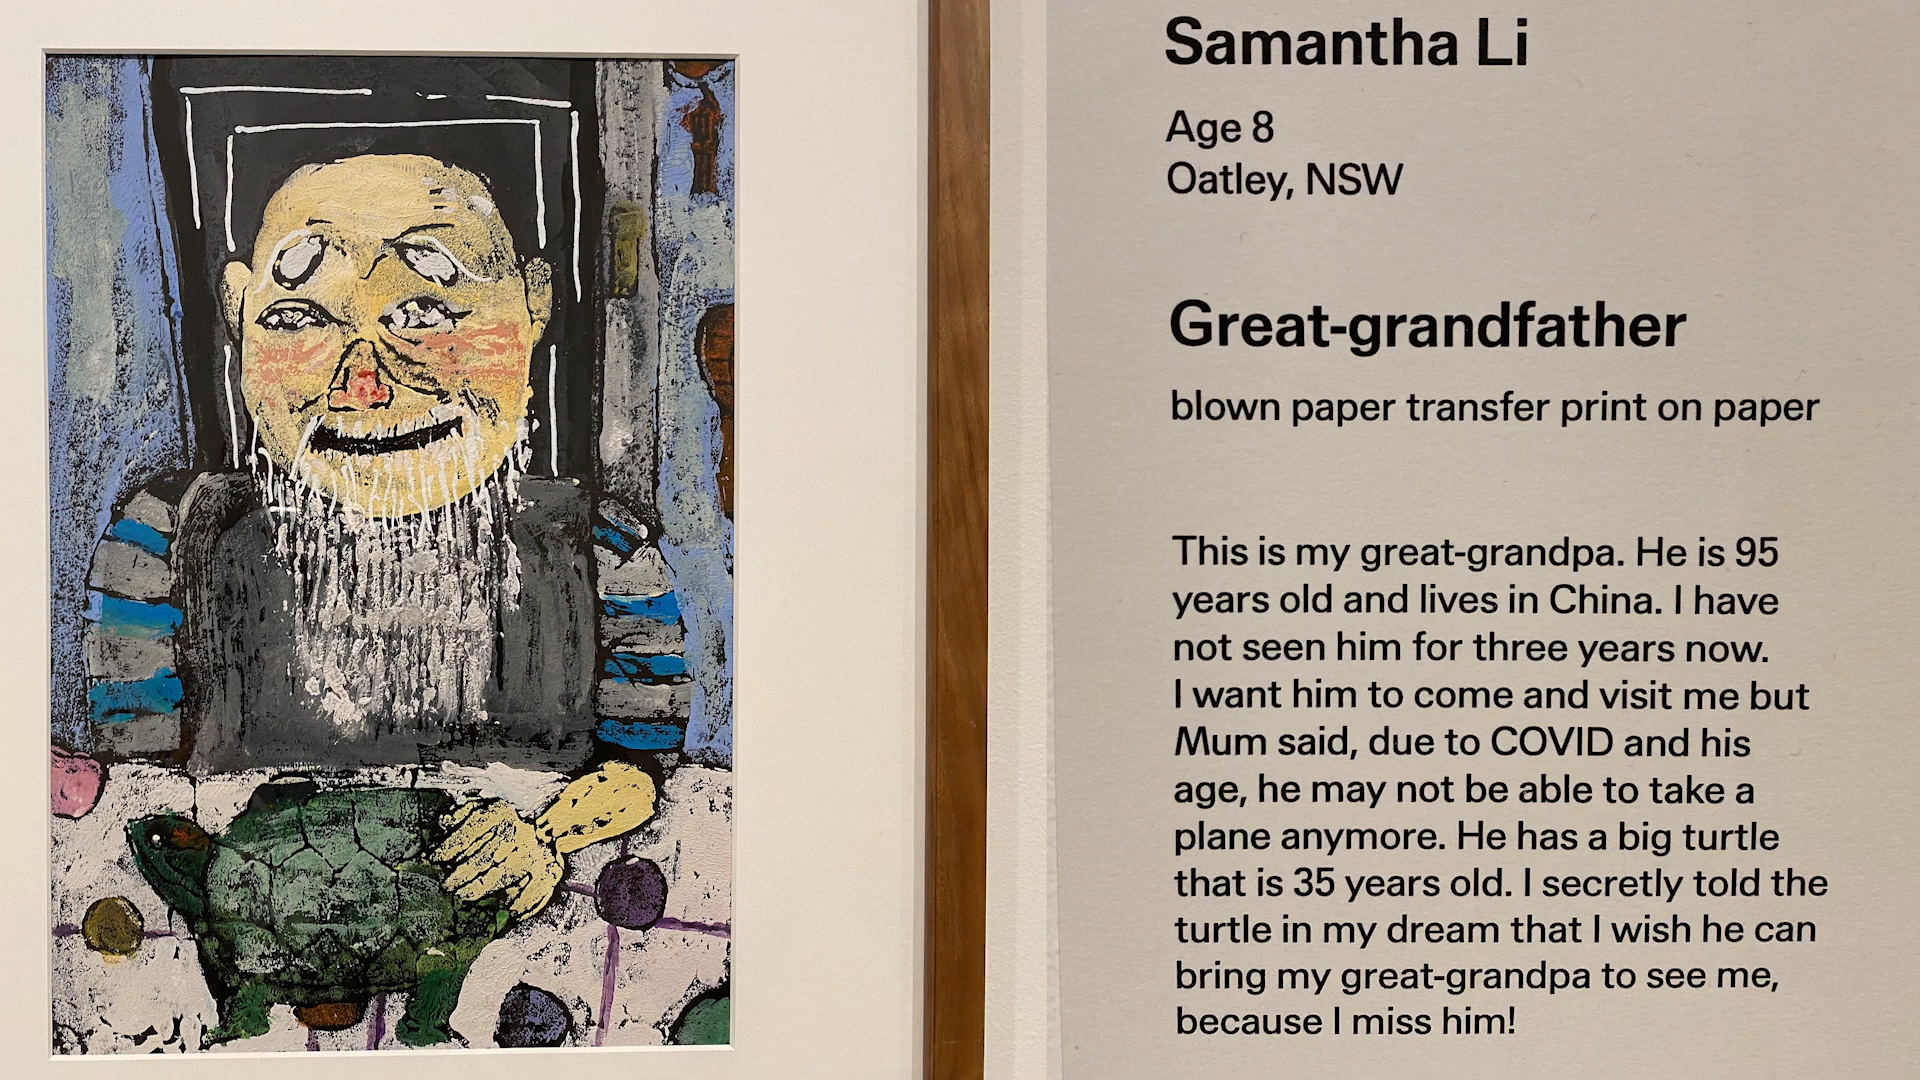 Samantha Li
Age 8
Oatley, NSW
Great-grandfather
blown paper transfer print on paper
This is my great-grandpa. He is 95
years old and lives in China. I have
not seen him for three years now.
I want him to come and visit me but
Mum said, due to COVID and his
age, he may not be able to take a
plane anymore. He has a big turtle
that is 35 years old. I secretly told the
turtle in my dream that I wish he can
bring my great-grandpa to see me,
because I miss him!